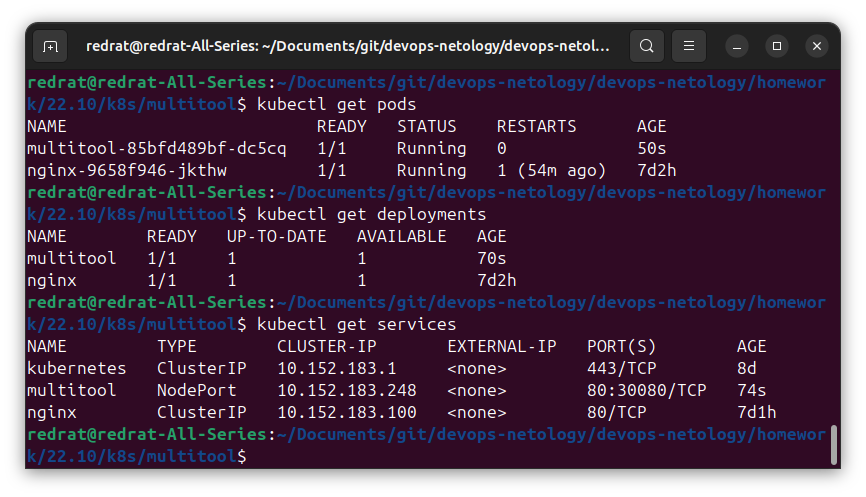 redrat@redrat-All-Series: ~/Documents/git/devops-netology/devops-netol...
redrat@redrat-All-Series:~/Documents/git/devops-netology/devops-netology/homewor
k/22.10/k8s/multitool$ kubectl get pods
NAME                         READY   STATUS    RESTARTS      AGE
multitool-85bfd489bf-dc5cq   1/1     Running   0             50s
nginx-9658f946-jkthw         1/1     Running   1 (54m ago)   7d2h
redrat@redrat-All-Series:~/Documents/git/devops-netology/devops-netology/homewor
k/22.10/k8s/multitool$ kubectl get deployments
NAME        READY   UP-TO-DATE   AVAILABLE   AGE
multitool   1/1     1            1           70s
nginx       1/1     1            1           7d2h
redrat@redrat-All-Series:~/Documents/git/devops-netology/devops-netology/homewor
k/22.10/k8s/multitool$ kubectl get services
NAME         TYPE        CLUSTER-IP       EXTERNAL-IP   PORT(S)        AGE
kubernetes   ClusterIP   10.152.183.1     <none>        443/TCP        8d
multitool    NodePort    10.152.183.248   <none>        80:30080/TCP   74s
nginx        ClusterIP   10.152.183.100   <none>        80/TCP         7d1h
redrat@redrat-All-Series:~/Documents/git/devops-netology/devops-netology/homewor
k/22.10/k8s/multitool$